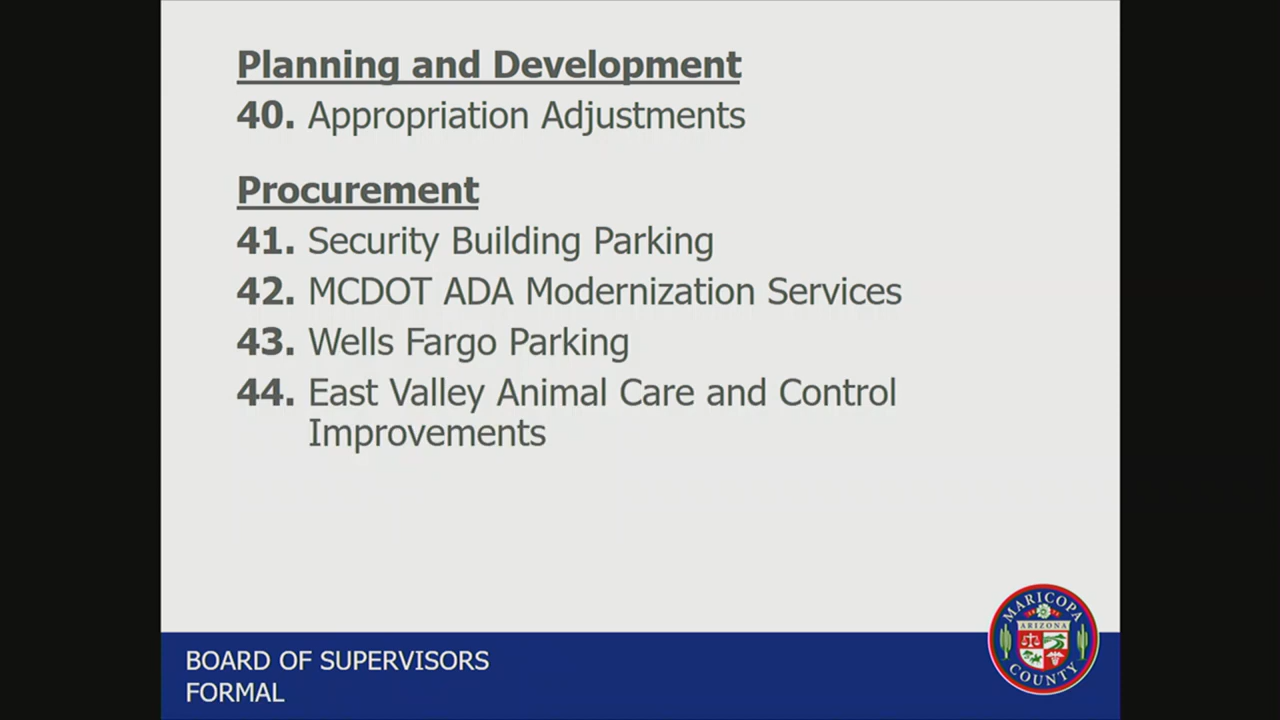 Planning and Development
40. Appropriation Adjustments
Procurement
41. Security Building Parking
42. MCDOT ADA Modernization Services
43. Wells Fargo Parking
44. East Valley Animal Care and Control
Improvements
BOARD OF SUPERVISORS
FORMAL
MARICOPA
ARIZONA
COUNTY